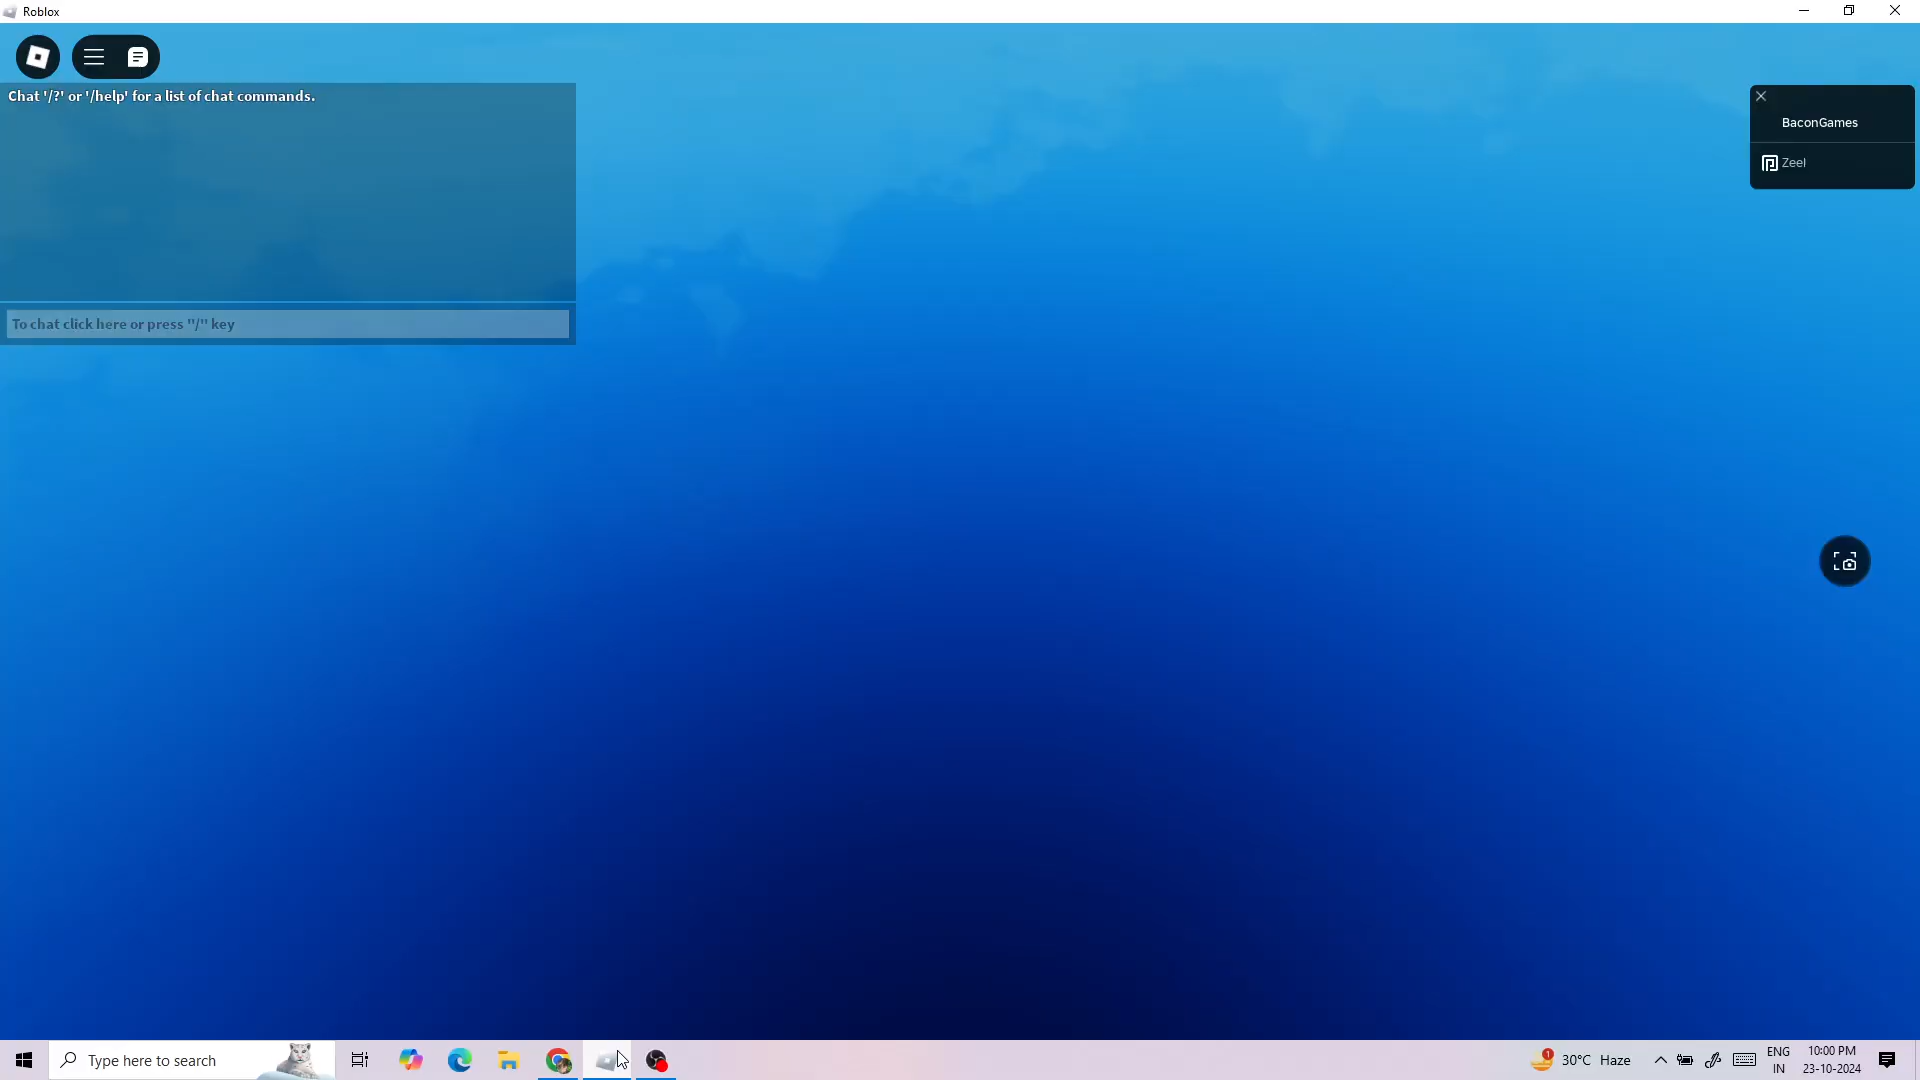 Roblox
Chat '/?' or '/help' for a list of chat commands.
To chat click here or press "/" key
BaconGames
Zeel
Type here to search
1
30°C Haze
ENG
IN
10:00 PM
23-10-2024